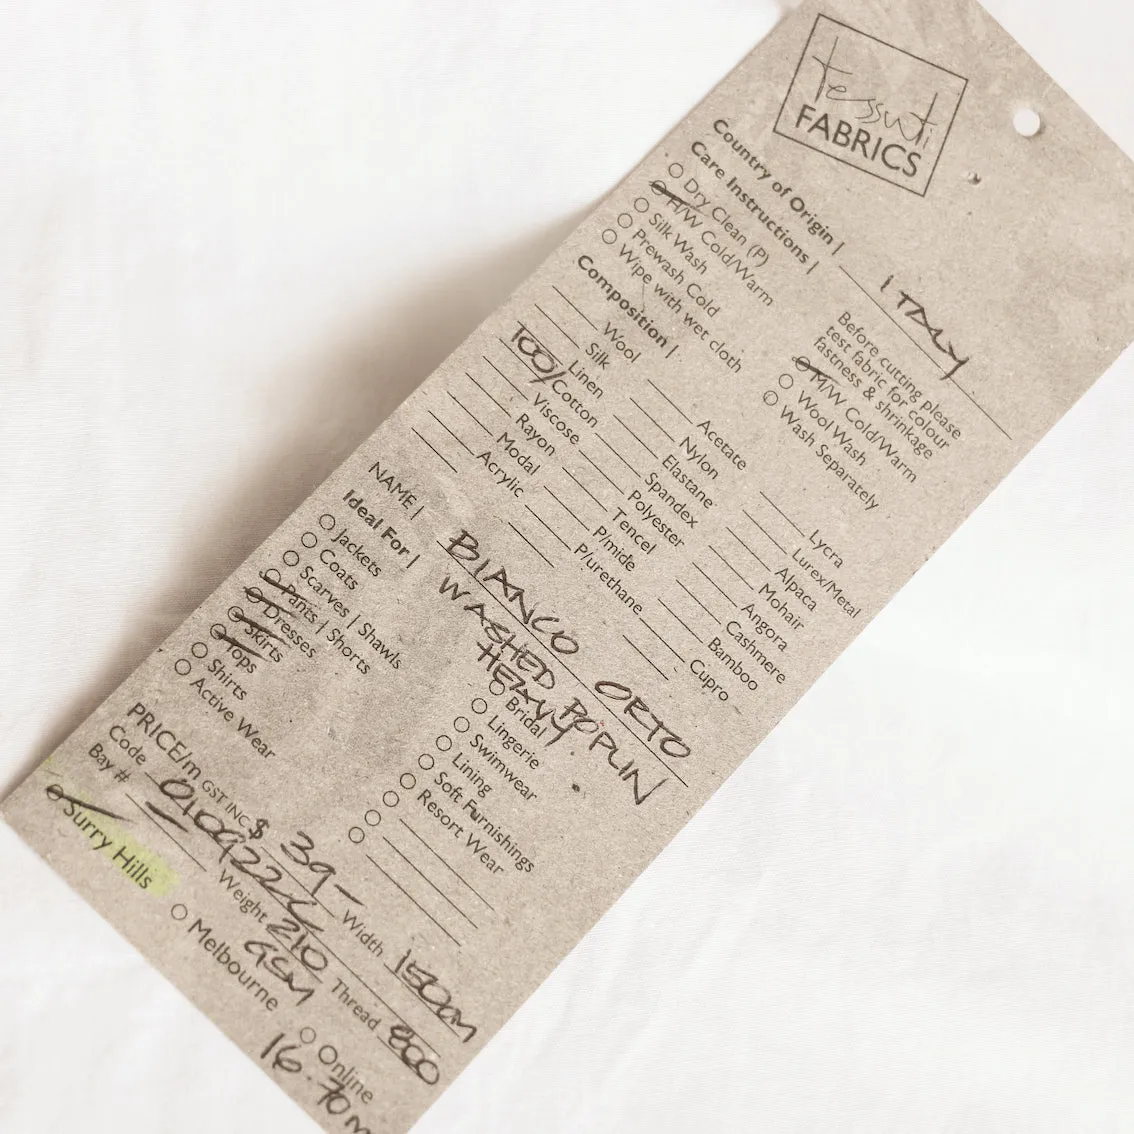 tessuti
FABRICS
Country of Origin | ITALY
Care Instructions |
Dry Clean (P)
H/W Cold/Warm
Silk Wash
Prewash Cold
Wipe with wet cloth
Before cutting please
test fabric for colour
fastness & shrinkage
M/W Cold/Warm
Wool Wash
Wash Separately
Composition |
Wool
Silk
Linen
100/ Cotton
Viscose
Rayon
Modal
Acrylic
Acetate
Nylon
Elastane
Spandex
Polyester
Tencel
P/mide
P/urethane
Lycra
Lurex/Metal
Alpaca
Mohair
Angora
Cashmere
Bamboo
Cupro
NAME | BIANCO ORTO
WASHED POPLIN
HEAVY.
Ideal For |
Jackets
Coats
Scarves | Shawls
Pants | Shorts
Dresses
Skirts
Tops
Shirts
Active Wear
Bridal
Lingerie
Swimwear
Lining
Soft Furnishings
Resort Wear
PRICE/m GST INC. $ 39- Width 150cm
Code Weight 210 GSM Thread 800
Bay #
Surry Hills
Melbourne
Online